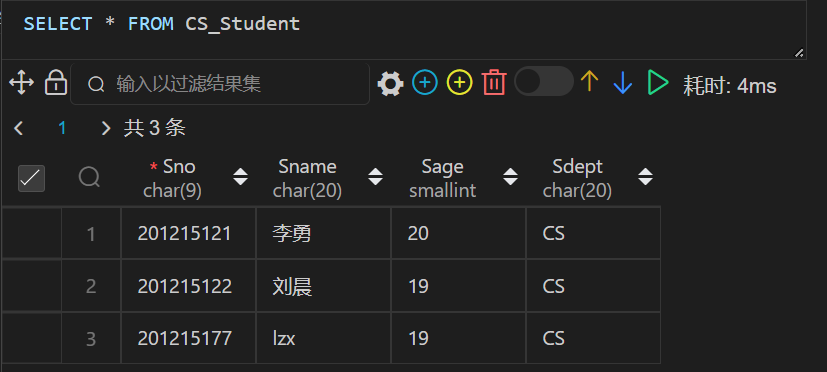 SELECT * FROM CS_Student
输入以过滤结果集 耗时: 4ms
1 共 3 条
* Sno Sname Sage Sdept
char(9) char(20) smallint char(20)
1 201215121 李勇 20 CS
2 201215122 刘晨 19 CS
3 201215177 lzx 19 CS